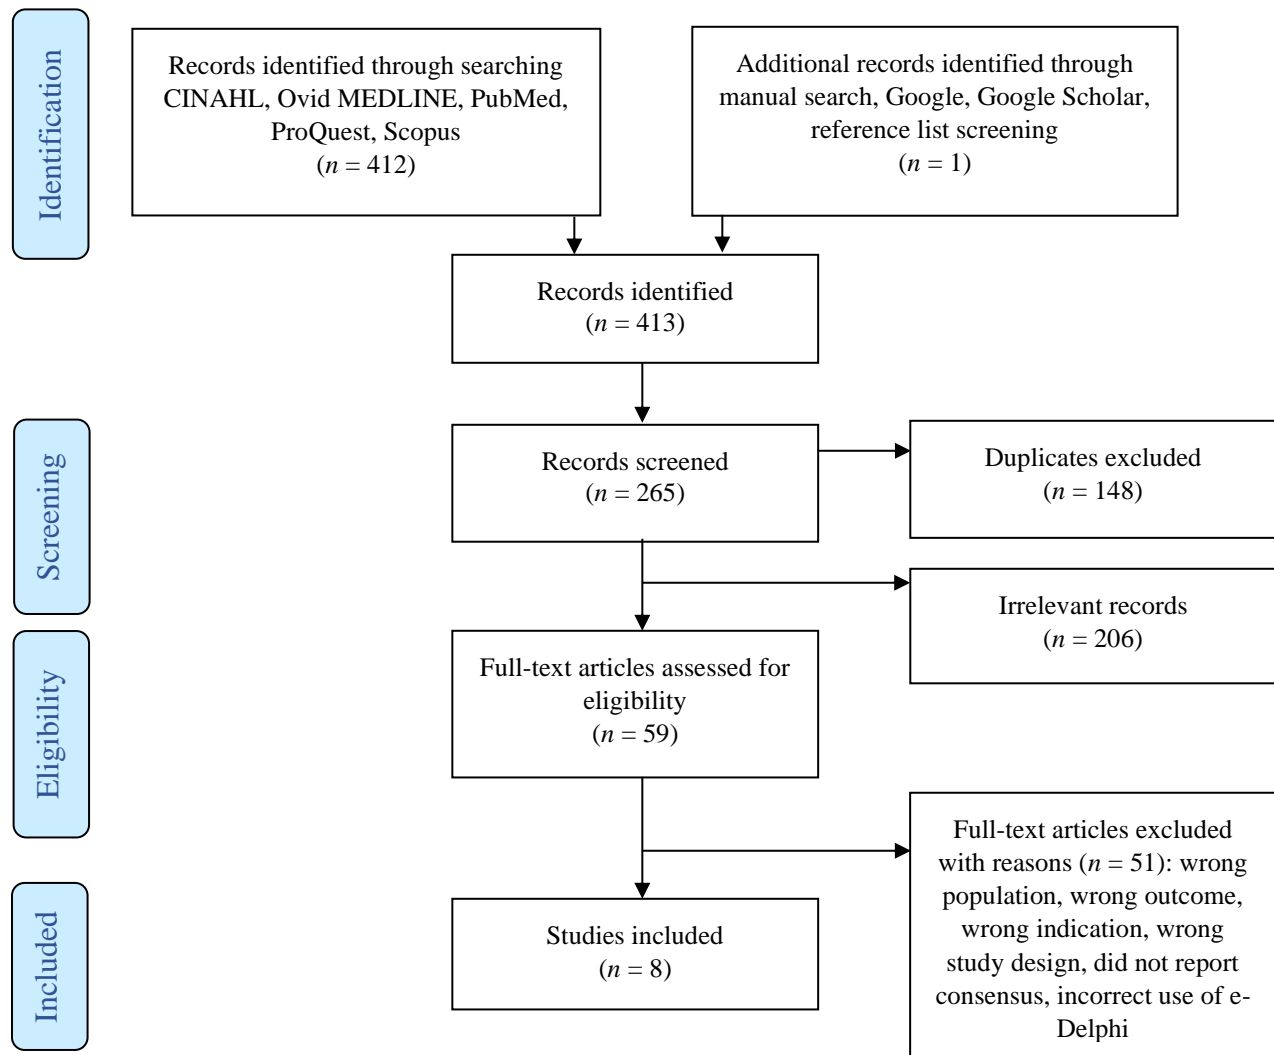 Identification
Records identified through searching
CINAHL, Ovid MEDLINE, PubMed,
ProQuest, Scopus
(n = 412)
Additional records identified through
manual search, Google, Google Scholar,
reference list screening
(n = 1)
Records identified
(n = 413)
Screening
Records screened
(n = 265)
Duplicates excluded
(n = 148)
Irrelevant records
(n = 206)
Eligibility
Full-text articles assessed for
eligibility
(n = 59)
Full-text articles excluded
with reasons (n = 51): wrong
population, wrong outcome,
wrong indication, wrong
study design, did not report
consensus, incorrect use of e-
Delphi
Included
Studies included
(n = 8)